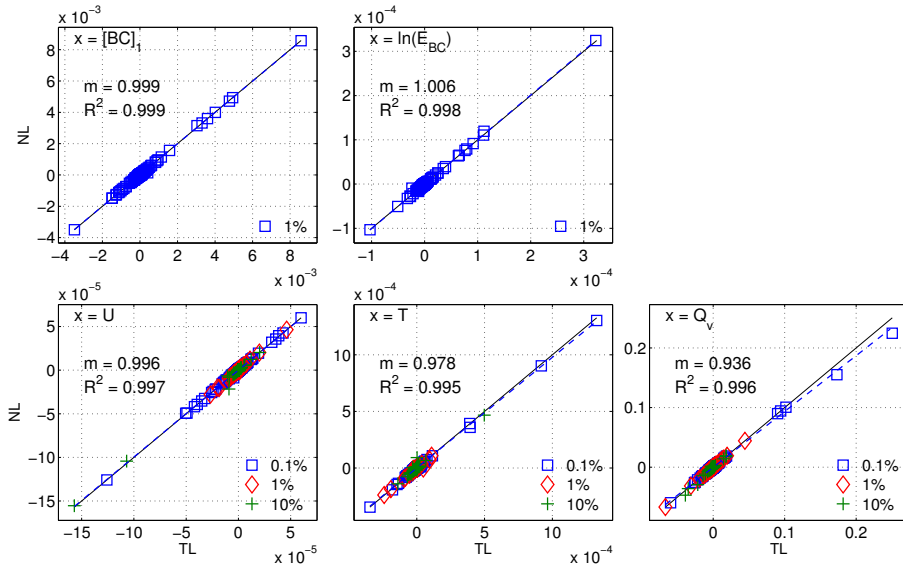 x 10⁻³
x = [BC]₁
m = 0.999
R² = 0.999
NL
8
6
4
2
0
−2
−4
−4 −2 0 2 4 6 8
x 10⁻³
1%
x 10⁻⁴
x = ln(E_BC)
m = 1.006
R² = 0.998
3
2
1
0
−1
−1 0 1 2 3
x 10⁻⁴
1%
x 10⁻⁵
x = U
m = 0.996
R² = 0.997
NL
5
0
−5
−10
−15
−15 −10 −5 0 5
TL
x 10⁻⁵
0.1%
1%
10%
x 10⁻⁴
x = T
m = 0.978
R² = 0.995
10
5
0
0 5 10
TL
x 10⁻⁴
0.1%
1%
10%
x = Qᵥ
m = 0.936
R² = 0.996
0.2
0.1
0
0 0.1 0.2
TL
0.1%
1%
10%